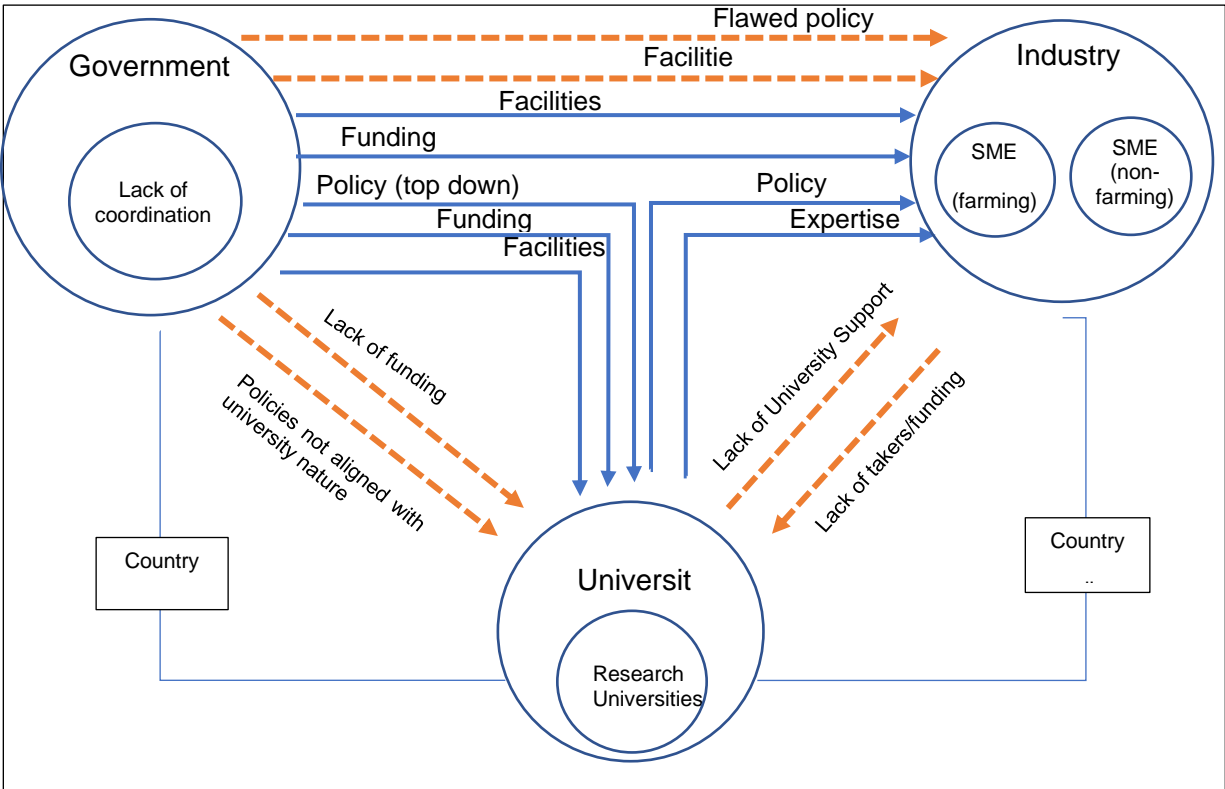 Flawed policy
Government
Industry
Facilitie
Facilities
Funding
SME
(farming)
SME
(non-
farming)
Lack of
coordination
Policy (top down)
Policy
Funding
Expertise
Facilities
Lack of funding
Policies not aligned with
university nature
Lack of University Support
Lack of takers/funding
Country
Country
..
Universit
Research
Universities